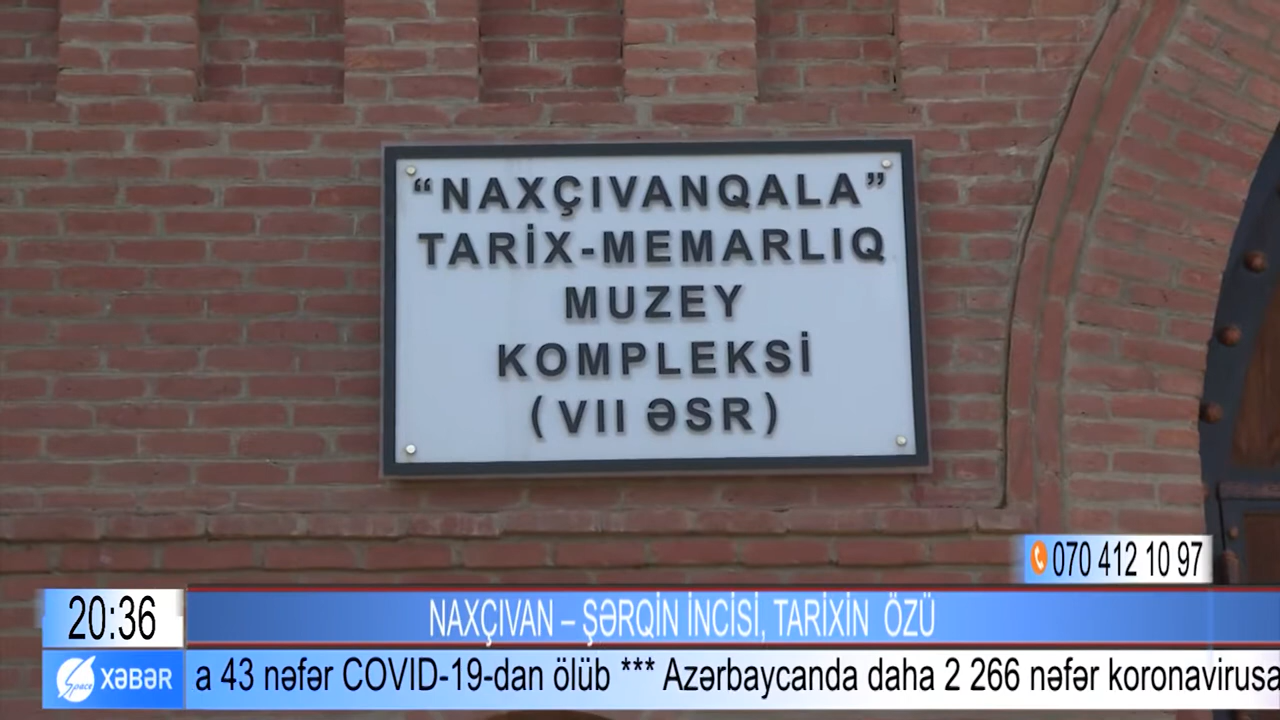 “NAXÇIVANQALA”
TARİX-MEMARLIQ
MUZEY
KOMPLEKSİ
(VII ƏSR)
070 412 10 97
20:36
NAXÇIVAN – ŞƏRQİN İNCİSİ, TARİXİN ÖZÜ
Space XƏBƏR
a 43 nəfər COVID-19-dan ölüb *** Azərbaycanda daha 2 266 nəfər koronavirusa